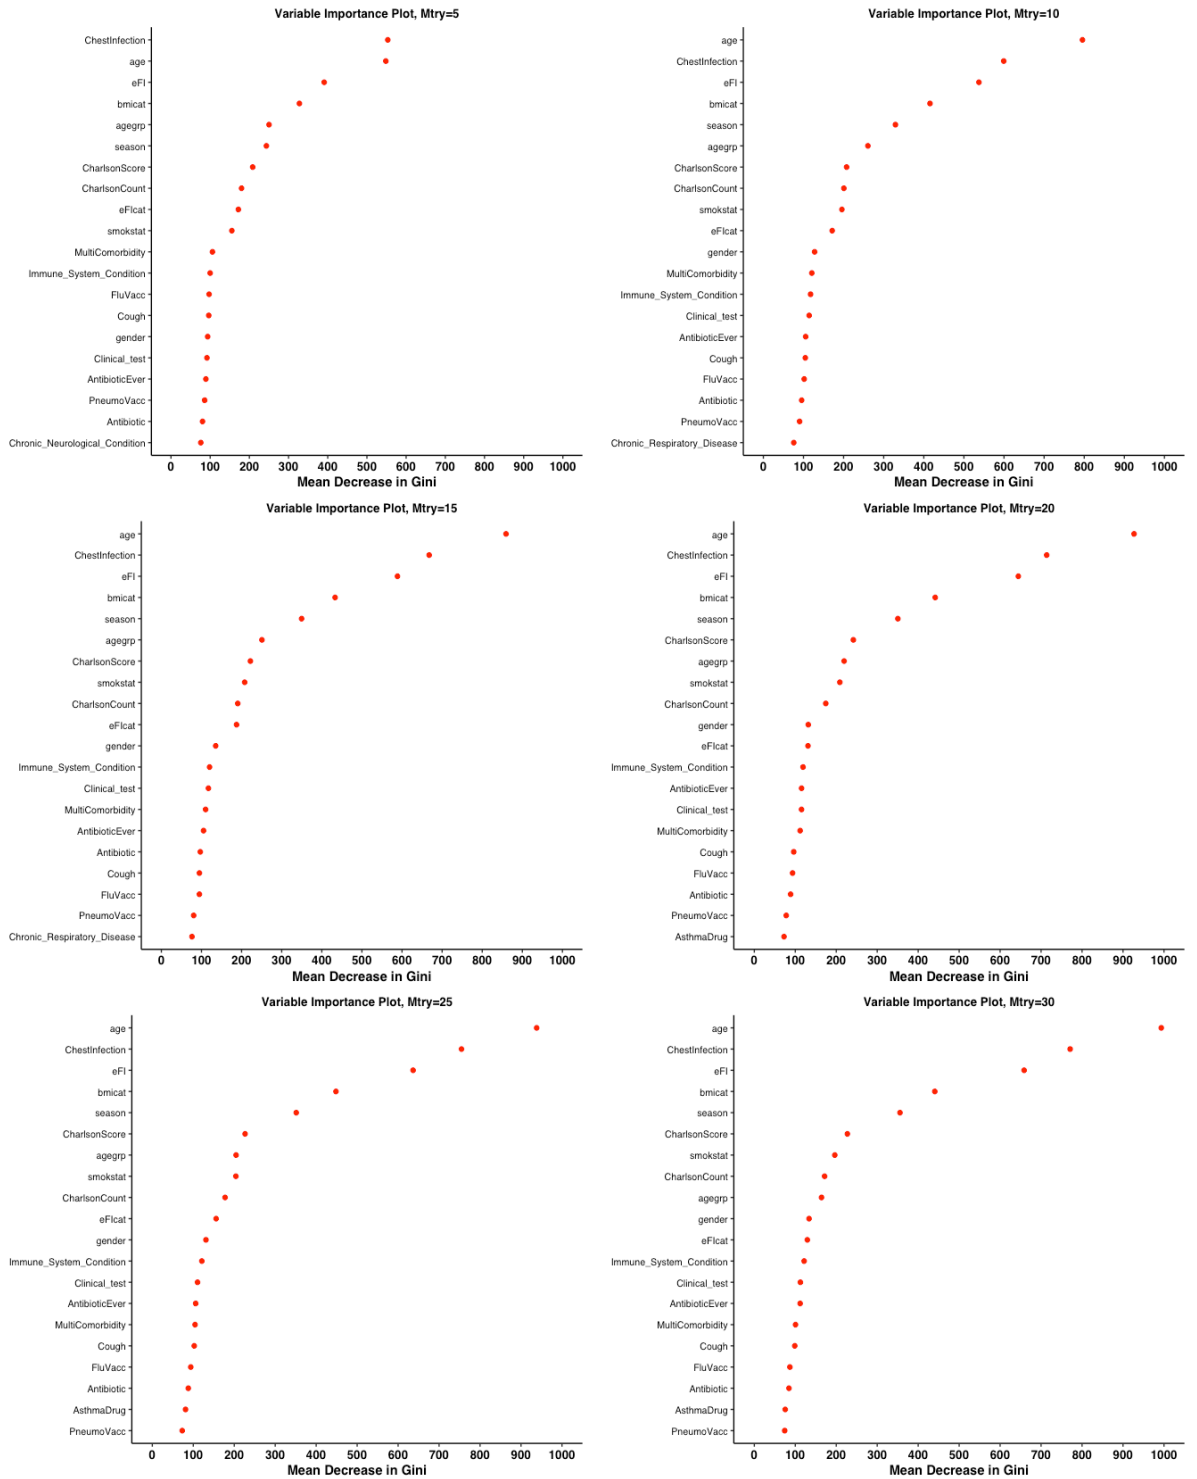 Variable Importance Plot, Mtry=5
ChestInfection
age
eFI
bmicat
agegrp
season
CharlsonScore
CharlsonCount
eFIcat
smokstat
MultiComorbidity
Immune_System_Condition
FluVacc
Cough
gender
Clinical_test
AntibioticEver
PneumoVacc
Antibiotic
Chronic_Neurological_Condition
0 100 200 300 400 500 600 700 800 900 1000
Mean Decrease in Gini
Variable Importance Plot, Mtry=10
age
ChestInfection
eFI
bmicat
season
agegrp
CharlsonScore
CharlsonCount
smokstat
eFIcat
gender
MultiComorbidity
Immune_System_Condition
Clinical_test
AntibioticEver
Cough
FluVacc
Antibiotic
PneumoVacc
Chronic_Respiratory_Disease
0 100 200 300 400 500 600 700 800 900 1000
Mean Decrease in Gini
Variable Importance Plot, Mtry=15
age
ChestInfection
eFI
bmicat
season
agegrp
CharlsonScore
smokstat
CharlsonCount
eFIcat
gender
Immune_System_Condition
Clinical_test
MultiComorbidity
AntibioticEver
Antibiotic
Cough
FluVacc
PneumoVacc
Chronic_Respiratory_Disease
0 100 200 300 400 500 600 700 800 900 1000
Mean Decrease in Gini
Variable Importance Plot, Mtry=20
age
ChestInfection
eFI
bmicat
season
CharlsonScore
agegrp
smokstat
CharlsonCount
gender
eFIcat
Immune_System_Condition
AntibioticEver
Clinical_test
MultiComorbidity
Cough
FluVacc
Antibiotic
PneumoVacc
AsthmaDrug
0 100 200 300 400 500 600 700 800 900 1000
Mean Decrease in Gini
Variable Importance Plot, Mtry=25
age
ChestInfection
eFI
bmicat
season
CharlsonScore
agegrp
smokstat
CharlsonCount
eFIcat
gender
Immune_System_Condition
Clinical_test
AntibioticEver
MultiComorbidity
Cough
FluVacc
Antibiotic
AsthmaDrug
PneumoVacc
0 100 200 300 400 500 600 700 800 900 1000
Mean Decrease in Gini
Variable Importance Plot, Mtry=30
age
ChestInfection
eFI
bmicat
season
CharlsonScore
smokstat
CharlsonCount
agegrp
gender
eFIcat
Immune_System_Condition
Clinical_test
AntibioticEver
MultiComorbidity
Cough
FluVacc
Antibiotic
AsthmaDrug
PneumoVacc
0 100 200 300 400 500 600 700 800 900 1000
Mean Decrease in Gini